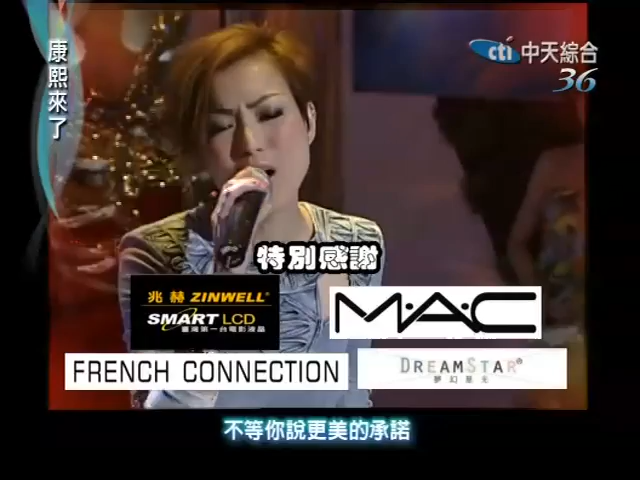 康熙來了
cti 中天綜合
36
特別感謝
兆赫 ZINWELL®
SMART LCD
臺灣第一台電影液晶
M·A·C
FRENCH CONNECTION
DREAMSTAR®
夢幻星光
不等你說更美的承諾